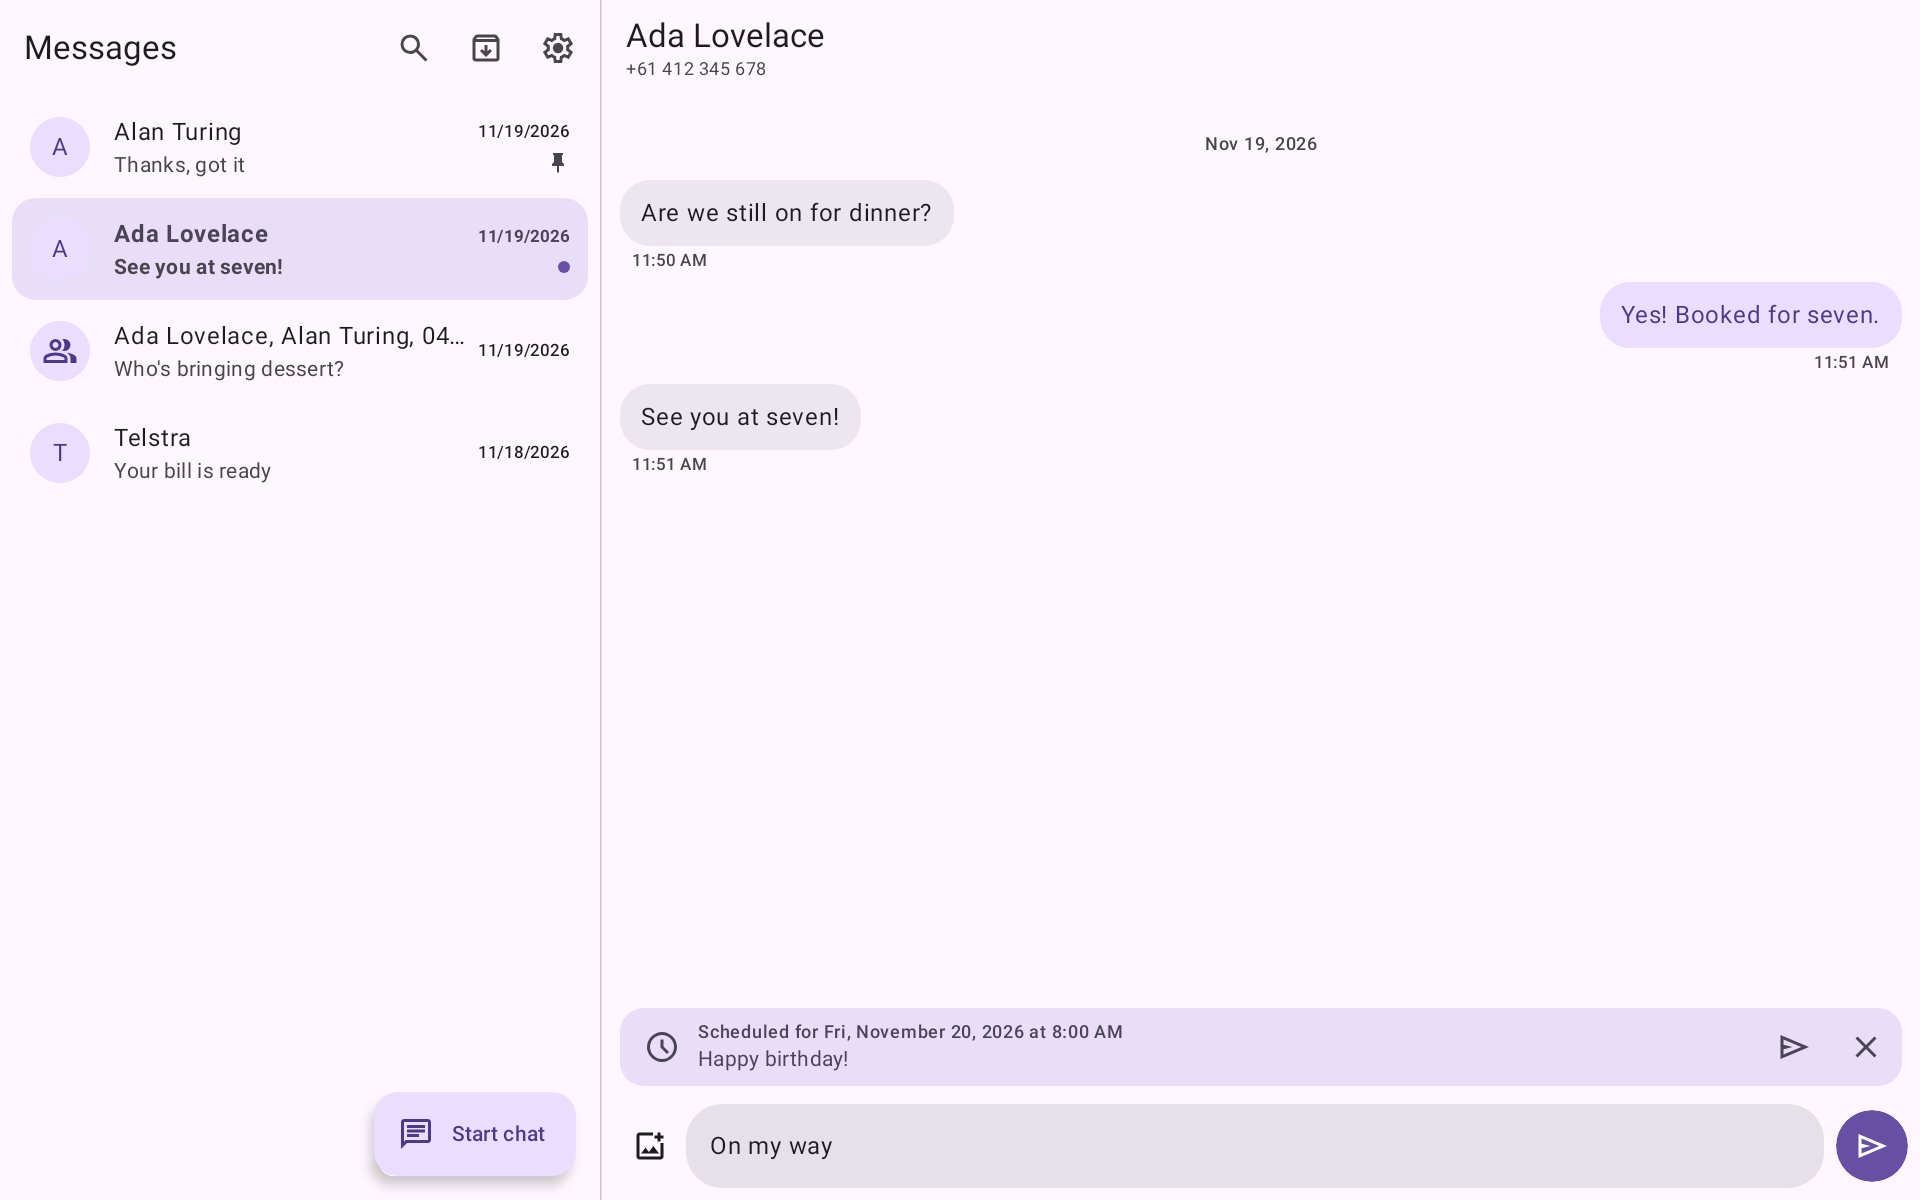 Messages
A
Alan Turing
11/19/2026
Thanks, got it
A
Ada Lovelace
11/19/2026
See you at seven!
Ada Lovelace, Alan Turing, 04…
11/19/2026
Who's bringing dessert?
T
Telstra
11/18/2026
Your bill is ready
Start chat
Ada Lovelace
+61 412 345 678
Nov 19, 2026
Are we still on for dinner?
11:50 AM
Yes! Booked for seven.
11:51 AM
See you at seven!
11:51 AM
Scheduled for Fri, November 20, 2026 at 8:00 AM
Happy birthday!
On my way